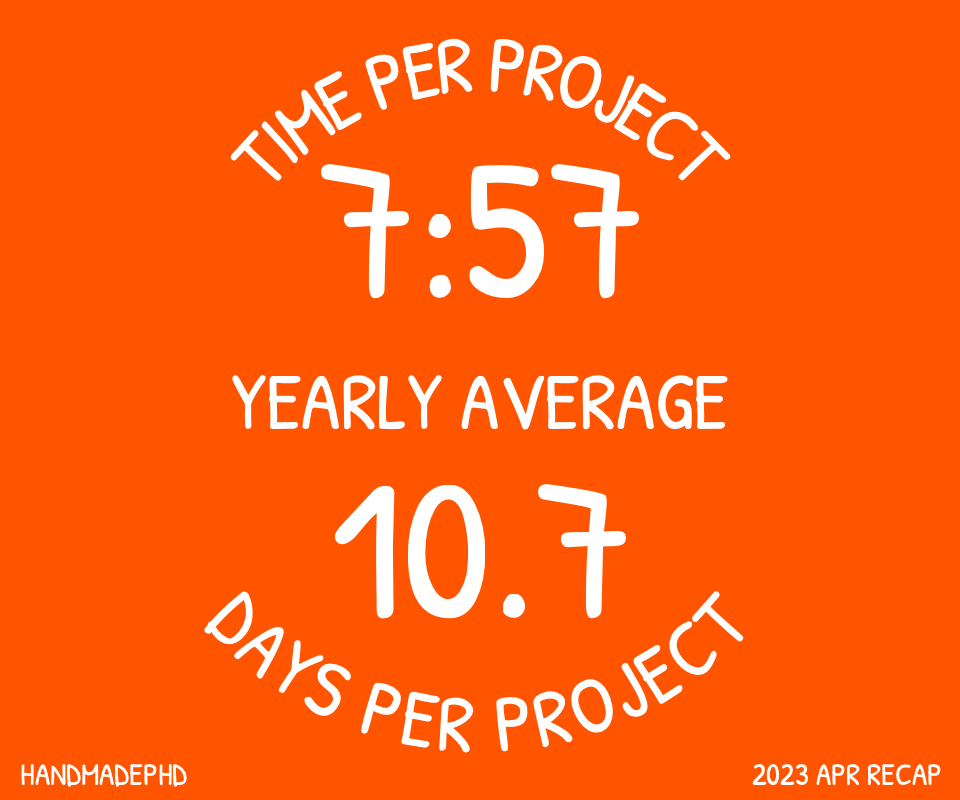 TIME PER PROJECT
7:57
YEARLY AVERAGE
10.7
DAYS PER PROJECT
HANDMADEPHD
2023 APR RECAP